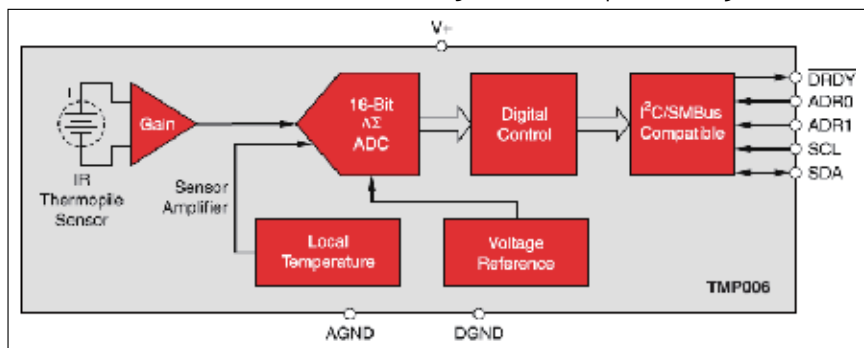 V+
Gain
IR
Thermopile
Sensor
Sensor
Amplifier
16-Bit
ΔΣ
ADC
Digital
Control
I²C/SMBus
Compatible
DRDY
ADR0
ADR1
SCL
SDA
Local
Temperature
Voltage
Reference
TMP006
AGND
DGND